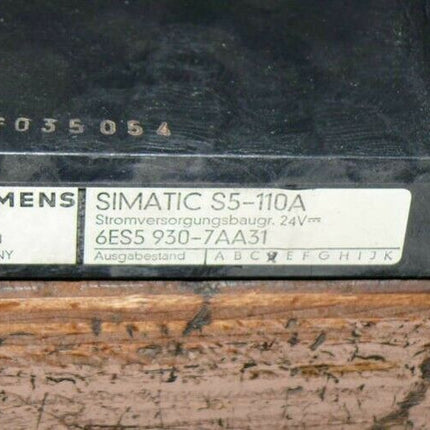 F035054
MENS
SIMATIC S5-110A
Stromversorgungsbaugr. 24V⎓
6ES5 930-7AA31
NY
Ausgabestand A B C E F G H I J K